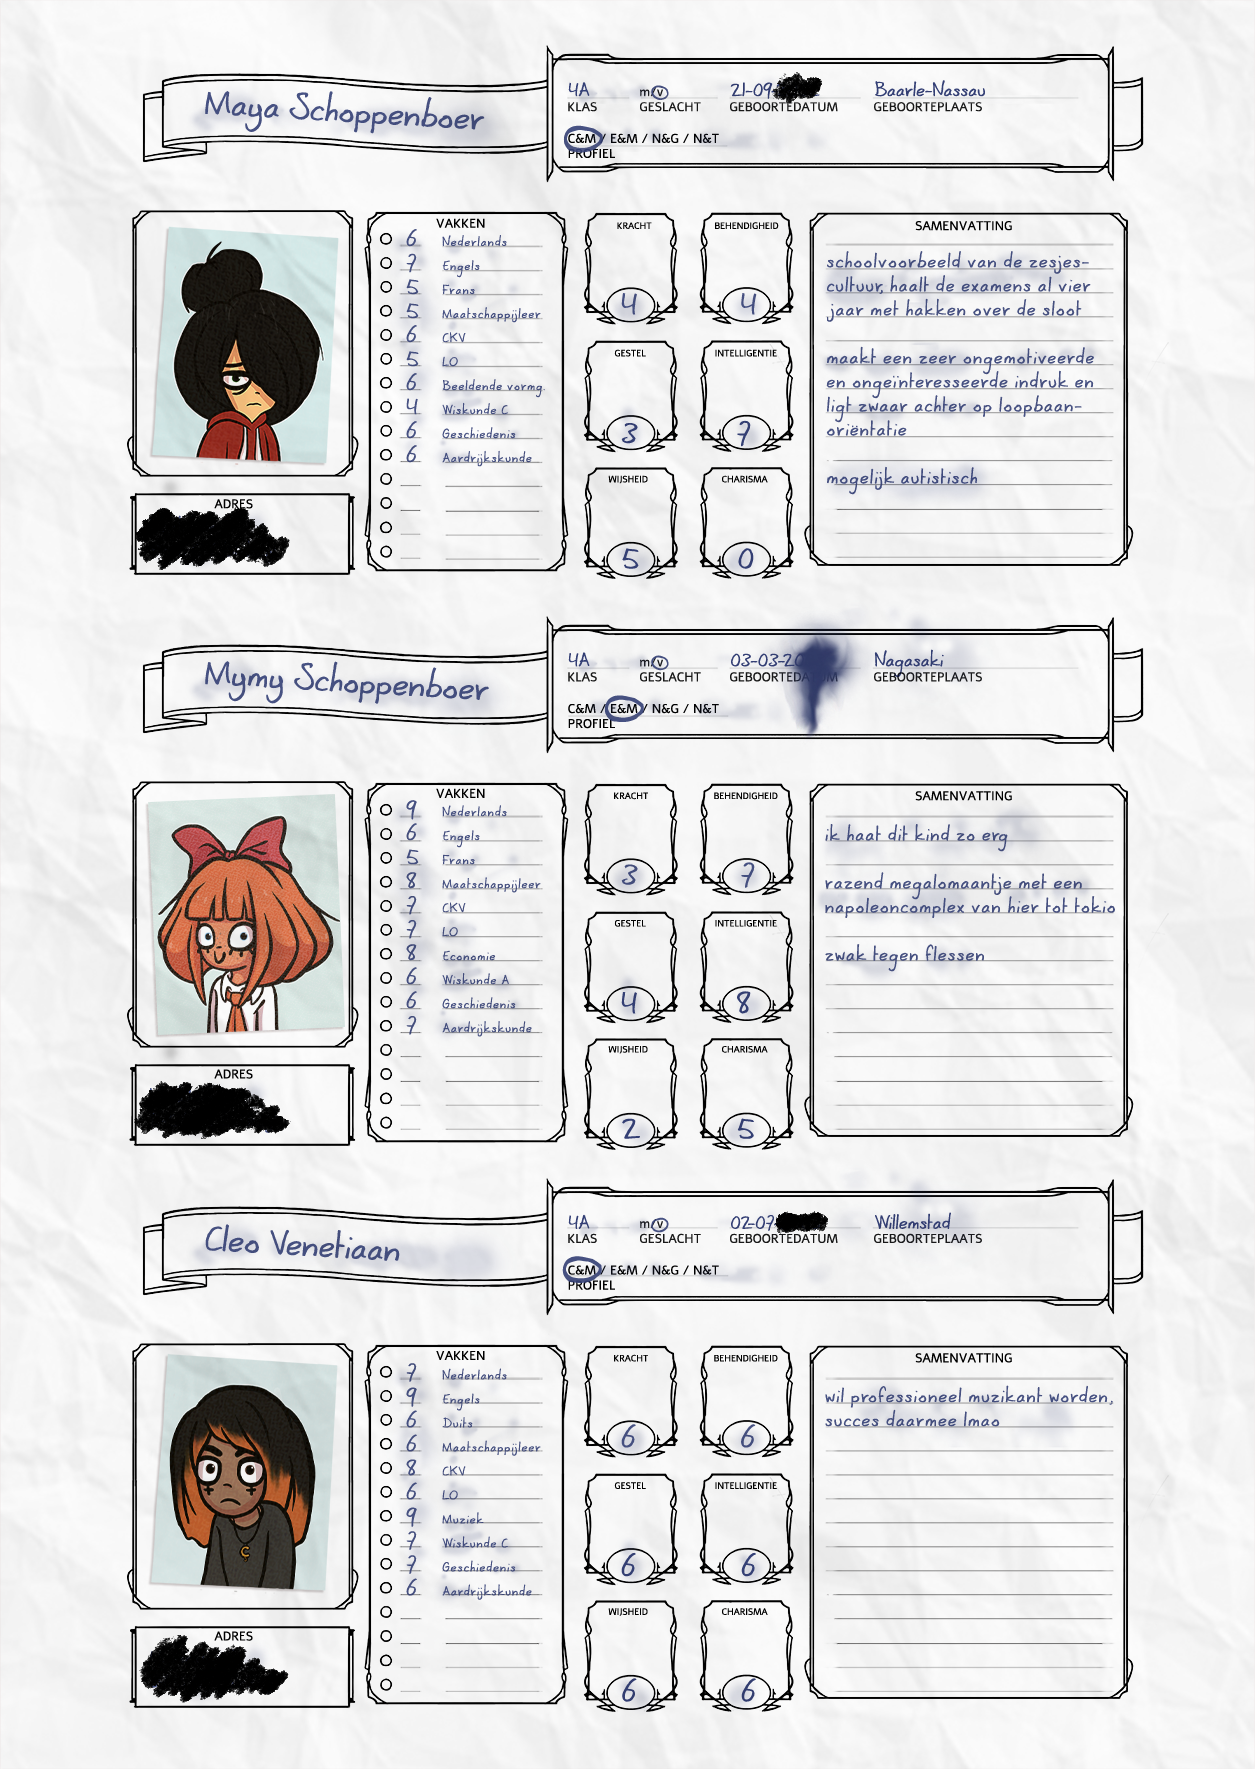 Maya Schoppenboer
4A m/v 21-09 Baarle-Nassau
KLAS GESLACHT GEBOORTEDATUM GEBOORTEPLAATS
C&M / E&M / N&G / N&T
PROFIEL
VAKKEN
6 Nederlands
7 Engels
5 Frans
5 Maatschappijleer
6 CKV
5 LO
6 Beeldende vormg.
4 Wiskunde C
6 Geschiedenis
6 Aardrijkskunde
ADRES
KRACHT BEHENDIGHEID
4 4
GESTEL INTELLIGENTIE
3 7
WIJSHEID CHARISMA
5 0
SAMENVATTING
schoolvoorbeeld van de zesjes-
cultuur, haalt de examens al vier
jaar met hakken over de sloot
maakt een zeer ongemotiveerde
en ongeïnteresseerde indruk en
ligt zwaar achter op loopbaan-
oriëntatie
mogelijk autistisch
Mymy Schoppenboer
4A m/v 03-03-20 Nagasaki
KLAS GESLACHT GEBOORTEDATUM GEBOORTEPLAATS
C&M / E&M / N&G / N&T
PROFIEL
VAKKEN
9 Nederlands
6 Engels
5 Frans
8 Maatschappijleer
7 CKV
7 LO
8 Economie
6 Wiskunde A
6 Geschiedenis
7 Aardrijkskunde
ADRES
KRACHT BEHENDIGHEID
3 7
GESTEL INTELLIGENTIE
4 8
WIJSHEID CHARISMA
2 5
SAMENVATTING
ik haat dit kind zo erg
razend megalomaantje met een
napoleoncomplex van hier tot tokio
zwak tegen flessen
Cleo Venetiaan
4A m/v 02-07 Willemstad
KLAS GESLACHT GEBOORTEDATUM GEBOORTEPLAATS
C&M / E&M / N&G / N&T
PROFIEL
VAKKEN
7 Nederlands
9 Engels
6 Duits
6 Maatschappijleer
8 CKV
6 LO
9 Muziek
7 Wiskunde C
7 Geschiedenis
6 Aardrijkskunde
ADRES
KRACHT BEHENDIGHEID
6 6
GESTEL INTELLIGENTIE
6 6
WIJSHEID CHARISMA
6 6
SAMENVATTING
wil professioneel muzikant worden,
succes daarmee lmao